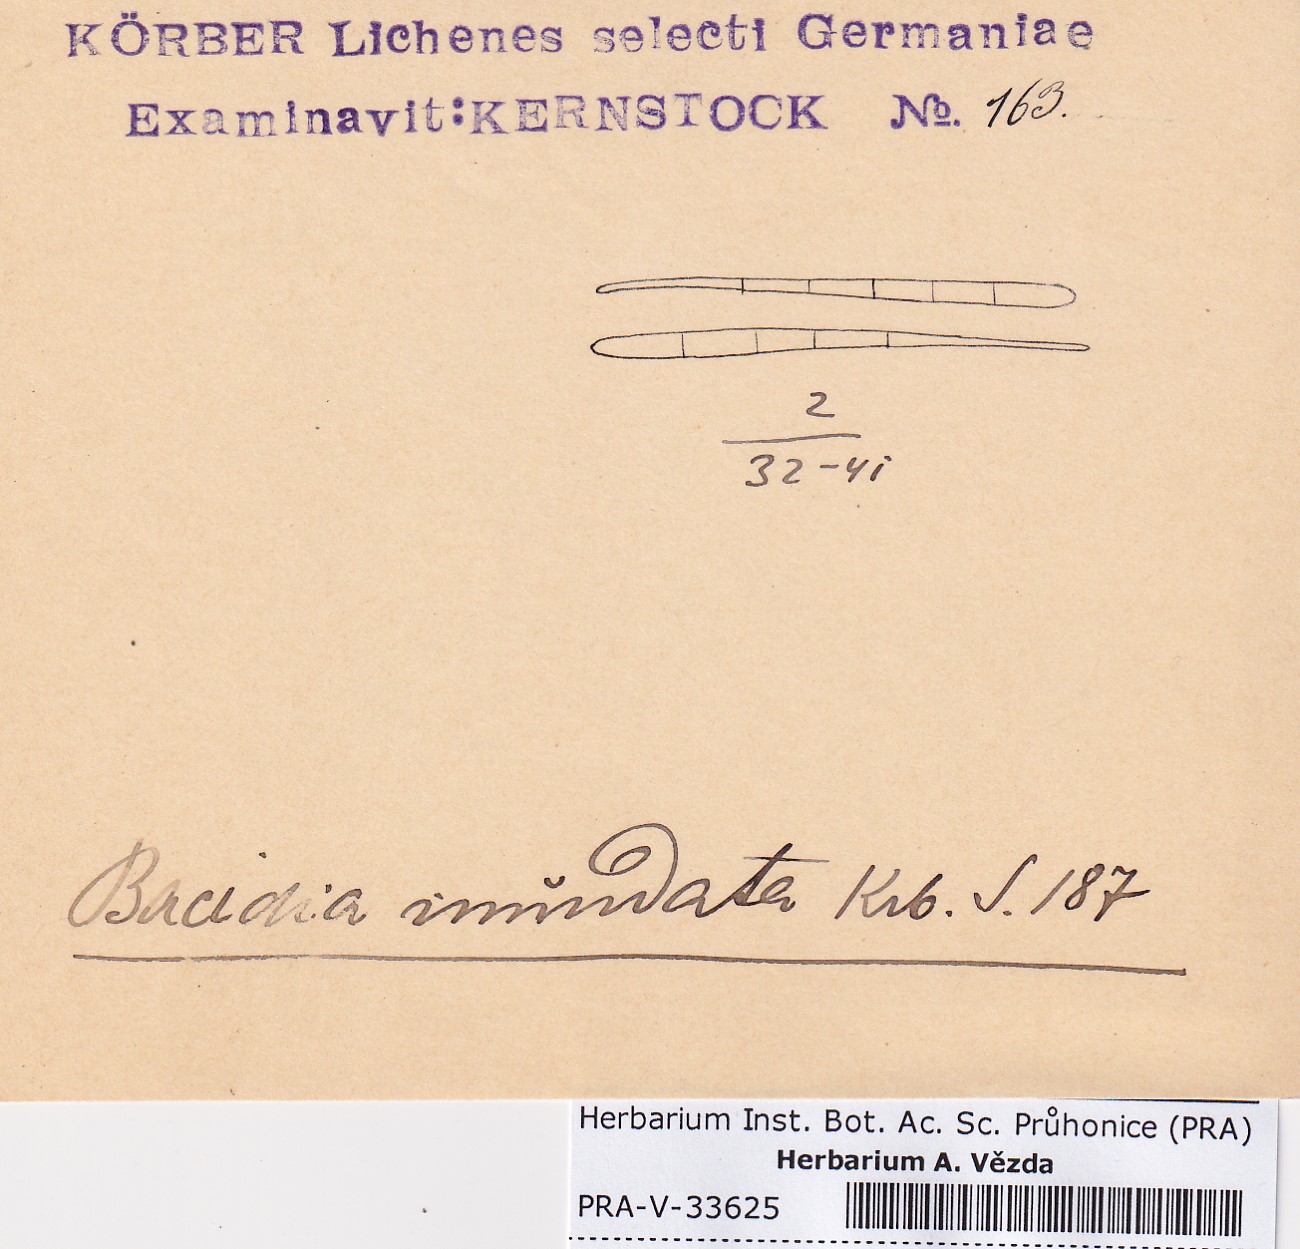 KÖRBER Lichenes selecti Germaniae
Examinavit: KERNSTOCK № 163.
2
32-41
Bacidia inŭndata Krb. S. 187
Herbarium Inst. Bot. Ac. Sc. Průhonice (PRA)
Herbarium A. Vězda
PRA-V-33625